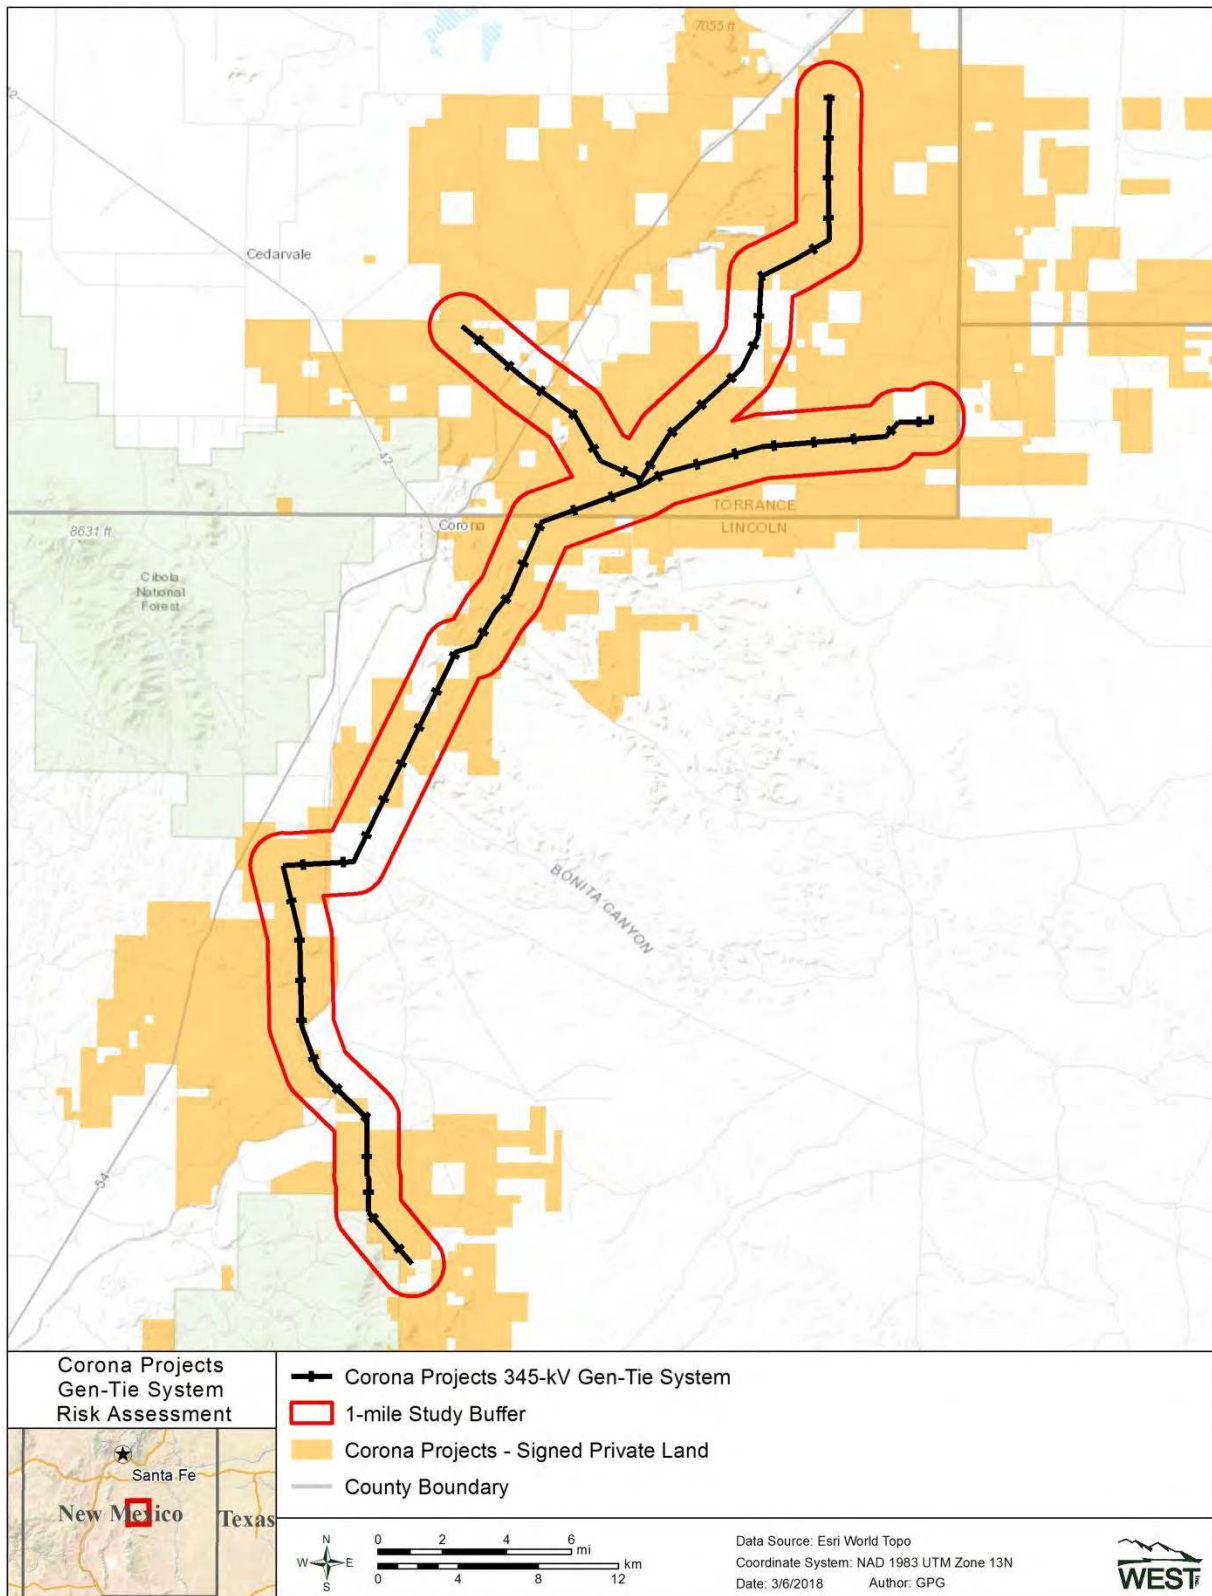 7055 ft
42
Cedarvale
42
TORRANCE
Corona
LINCOLN
8631 ft
Cibola
National
Forest
BONITA CANYON
54
Corona Projects
Gen-Tie System
Risk Assessment
Santa Fe
New Mexico
Texas
Corona Projects 345-kV Gen-Tie System
1-mile Study Buffer
Corona Projects - Signed Private Land
County Boundary
N
W E
S
0 2 4 6
mi
km
0 4 8 12
Data Source: Esri World Topo
Coordinate System: NAD 1983 UTM Zone 13N
Date: 3/6/2018 Author: GPG
WEST